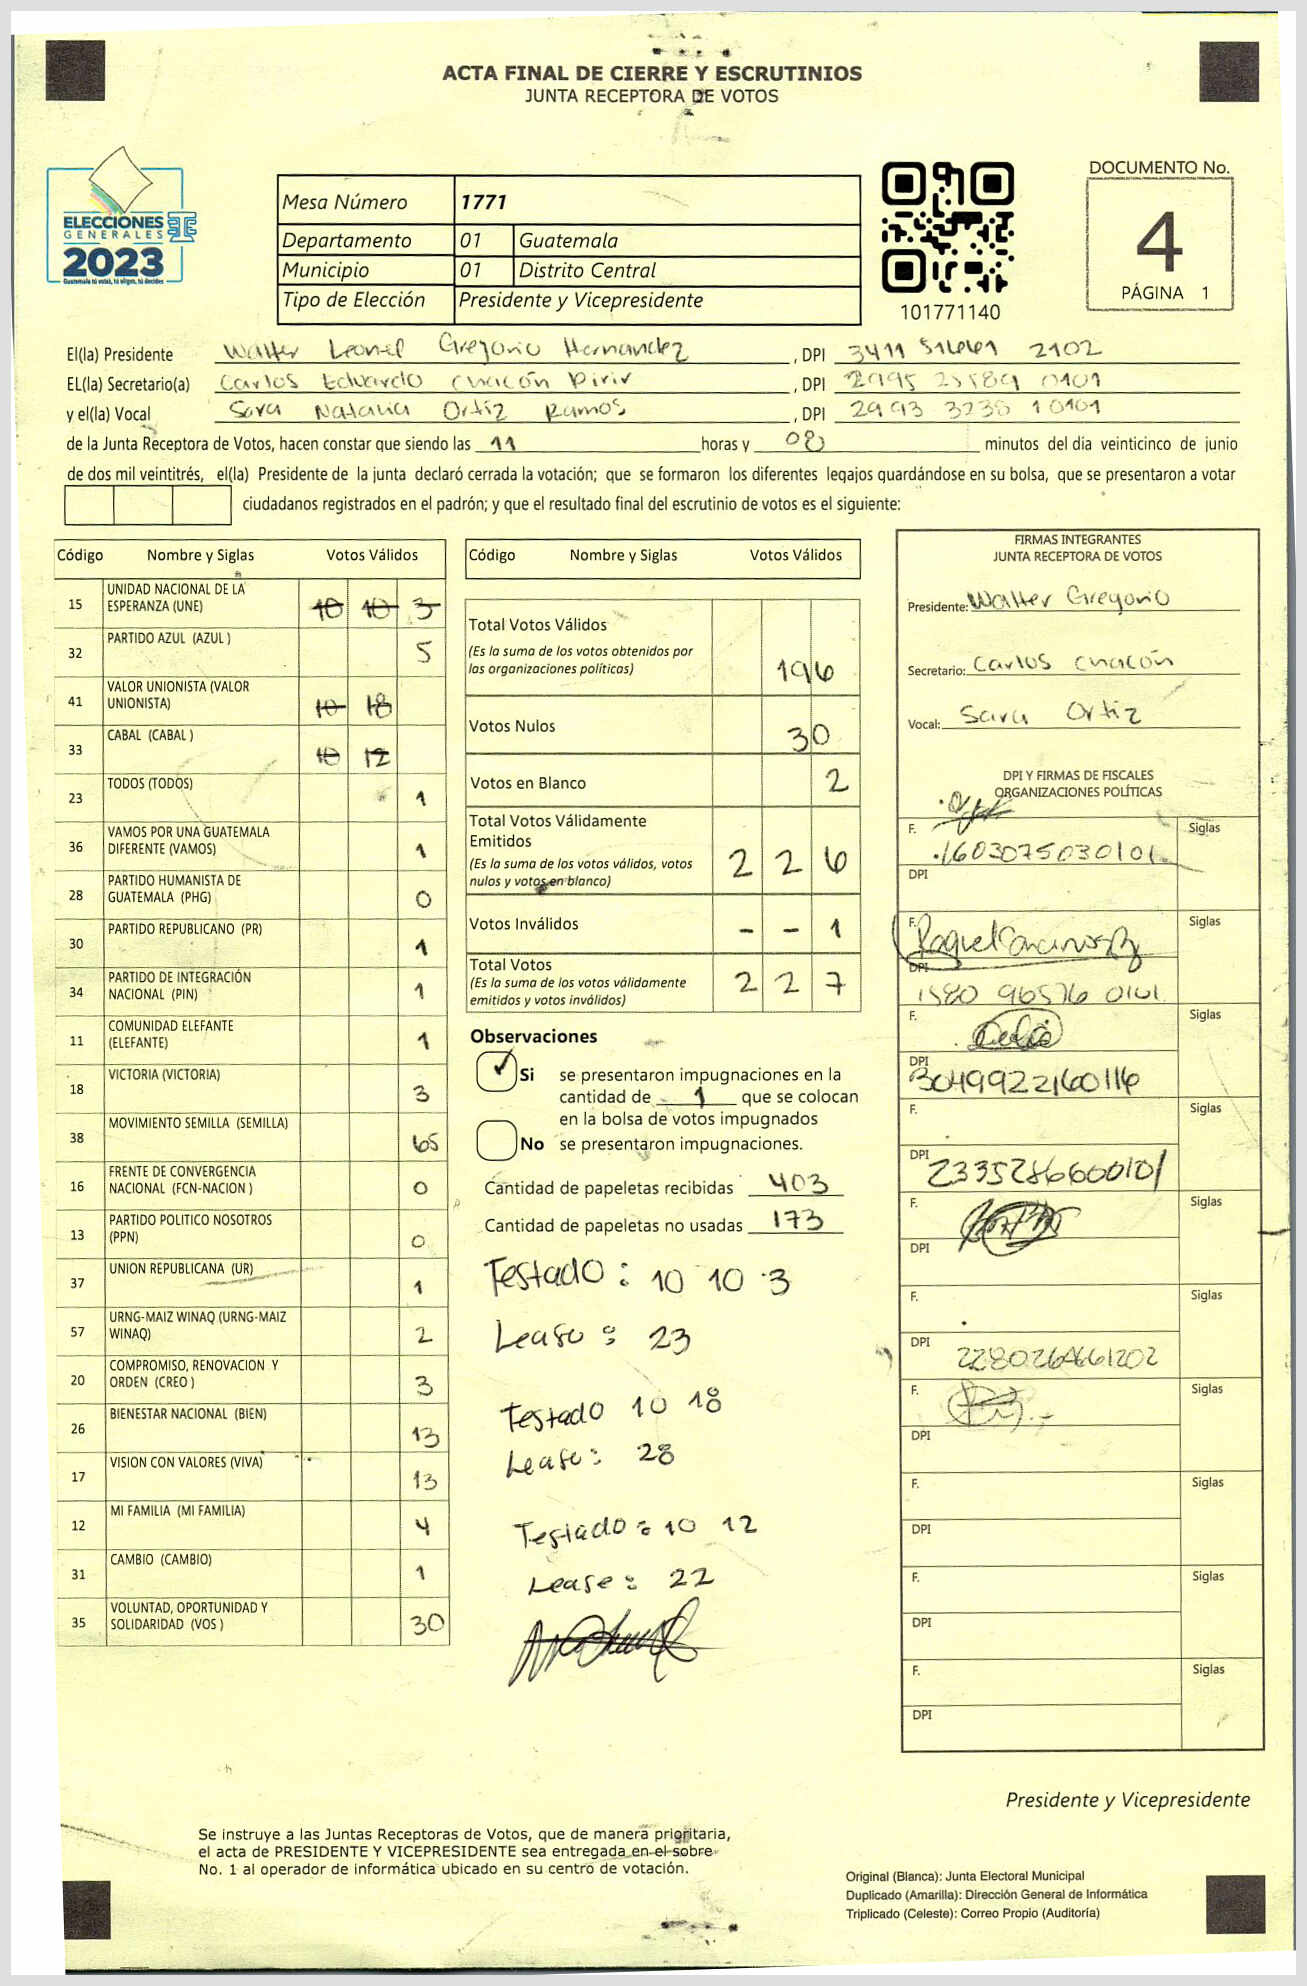 ACTA FINAL DE CIERRE Y ESCRUTINIOS
JUNTA RECEPTORA DE VOTOS
ELECCIONES
GENERALES
2023
Guatemala tú votas, tú eliges, tú decides
Mesa Número 1771
Departamento 01 Guatemala
Municipio 01 Distrito Central
Tipo de Elección Presidente y Vicepresidente
101771140
DOCUMENTO No.
4
PÁGINA 1
El(la) Presidente Walter Leonel Gregorio Hernandez, DPI 3411 2102
EL(la) Secretario(a) Carlos Eduardo Chacón Pirir, DPI 2995 25589 0101
y el(la) Vocal Sara Natalia Ortiz Ramos, DPI 2993 3238 10101
de la Junta Receptora de Votos, hacen constar que siendo las 11 horas y 08 minutos del día veinticinco de junio
de dos mil veintitrés, el(la) Presidente de la junta declaró cerrada la votación; que se formaron los diferentes legajos guardándose en su bolsa, que se presentaron a votar
ciudadanos registrados en el padrón; y que el resultado final del escrutinio de votos es el siguiente:
Código Nombre y Siglas Votos Válidos
15 UNIDAD NACIONAL DE LA
ESPERANZA (UNE) 10 10 3
32 PARTIDO AZUL (AZUL ) 5
41 VALOR UNIONISTA (VALOR
UNIONISTA) 10 18
33 CABAL (CABAL ) 10 12
23 TODOS (TODOS) 1
36 VAMOS POR UNA GUATEMALA
DIFERENTE (VAMOS) 1
28 PARTIDO HUMANISTA DE
GUATEMALA (PHG) 0
30 PARTIDO REPUBLICANO (PR) 1
34 PARTIDO DE INTEGRACIÓN
NACIONAL (PIN) 1
11 COMUNIDAD ELEFANTE
(ELEFANTE) 1
18 VICTORIA (VICTORIA) 3
38 MOVIMIENTO SEMILLA (SEMILLA) 65
16 FRENTE DE CONVERGENCIA
NACIONAL (FCN-NACION ) 0
13 PARTIDO POLITICO NOSOTROS
(PPN) 0
37 UNION REPUBLICANA (UR) 1
57 URNG-MAIZ WINAQ (URNG-MAIZ
WINAQ) 2
20 COMPROMISO, RENOVACION Y
ORDEN (CREO ) 3
26 BIENESTAR NACIONAL (BIEN) 13
17 VISION CON VALORES (VIVA) 13
12 MI FAMILIA (MI FAMILIA) 4
31 CAMBIO (CAMBIO) 1
35 VOLUNTAD, OPORTUNIDAD Y
SOLIDARIDAD (VOS ) 30
Código Nombre y Siglas Votos Válidos
Total Votos Válidos
(Es la suma de los votos obtenidos por
las organizaciones políticas) 196
Votos Nulos 30
Votos en Blanco 2
Total Votos Válidamente
Emitidos
(Es la suma de los votos válidos, votos
nulos y votos en blanco) 2 2 6
Votos Inválidos - - 1
Total Votos
(Es la suma de los votos válidamente
emitidos y votos inválidos) 2 2 7
Observaciones
Si se presentaron impugnaciones en la
cantidad de 1 que se colocan
en la bolsa de votos impugnados
No se presentaron impugnaciones.
Cantidad de papeletas recibidas 403
Cantidad de papeletas no usadas 173
Testado: 10 10 3
Lease: 23
Testado 10 18
Lease: 28
Testado: 10 12
Lease: 22
FIRMAS INTEGRANTES
JUNTA RECEPTORA DE VOTOS
Presidente: Walter Gregorio
Secretario: Carlos Chacón
Vocal: Sara Ortiz
DPI Y FIRMAS DE FISCALES
ORGANIZACIONES POLÍTICAS
F. Siglas
1603075030101
DPI
F. Siglas
DPI
1580 96576 0101
F. Siglas
DPI
3049922160116
F. Siglas
DPI
2335286600101
F. Siglas
DPI
F. Siglas
DPI
2280264661202
F. Siglas
DPI
F. Siglas
DPI
F. Siglas
DPI
F. Siglas
DPI
Presidente y Vicepresidente
Se instruye a las Juntas Receptoras de Votos, que de manera prioritaria,
el acta de PRESIDENTE Y VICEPRESIDENTE sea entregada en el sobre
No. 1 al operador de informática ubicado en su centro de votación.
Original (Blanca): Junta Electoral Municipal
Duplicado (Amarilla): Dirección General de Informática
Triplicado (Celeste): Correo Propio (Auditoría)